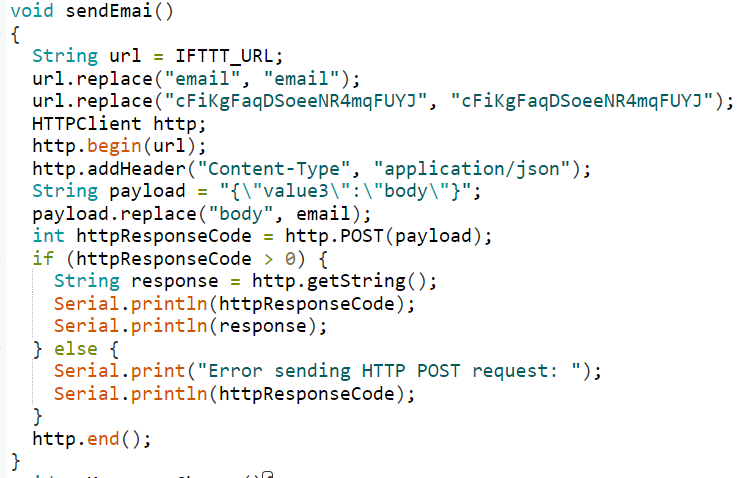 void sendEmai()
{
  String url = IFTTT_URL;
  url.replace("email", "email");
  url.replace("cFiKgFaqDSoeeNR4mqFUYJ", "cFiKgFaqDSoeeNR4mqFUYJ");
  HTTPClient http;
  http.begin(url);
  http.addHeader("Content-Type", "application/json");
  String payload = "{\"value3\":\"body\"}";
  payload.replace("body", email);
  int httpResponseCode = http.POST(payload);
  if (httpResponseCode > 0) {
    String response = http.getString();
    Serial.println(httpResponseCode);
    Serial.println(response);
  } else {
    Serial.print("Error sending HTTP POST request: ");
    Serial.println(httpResponseCode);
  }
  http.end();
}